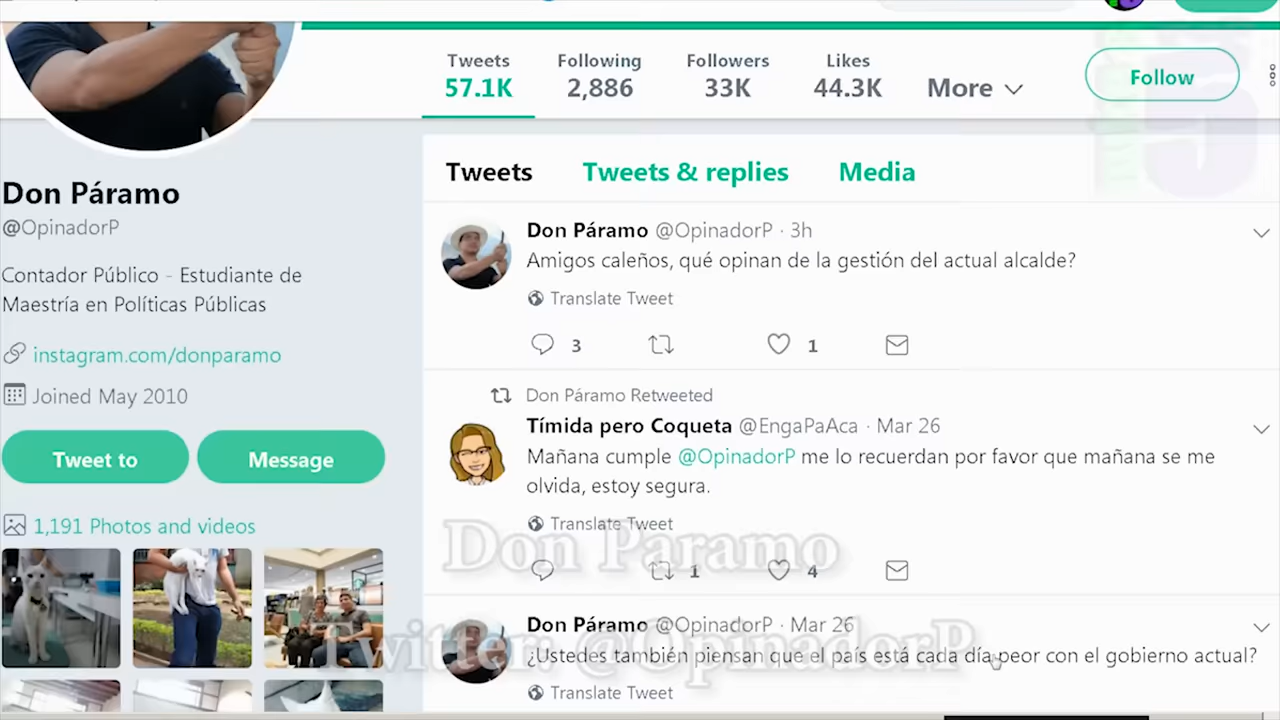 Tweets Following Followers Likes
57.1K 2,886 33K 44.3K More Follow
Don Páramo
@OpinadorP
Contador Público - Estudiante de
Maestría en Políticas Públicas
instagram.com/donparamo
Joined May 2010
Tweet to Message
1,191 Photos and videos
Tweets Tweets & replies Media
Don Páramo @OpinadorP · 3h
Amigos caleños, qué opinan de la gestión del actual alcalde?
Translate Tweet
3 1
Don Páramo Retweeted
Tímida pero Coqueta @EngaPaAca · Mar 26
Mañana cumple @OpinadorP me lo recuerdan por favor que mañana se me
olvida, estoy segura.
Translate Tweet
1 4
Don Páramo @OpinadorP · Mar 26
¿Ustedes también piensan que el país está cada día peor con el gobierno actual?
Translate Tweet
Don Paramo
Twitter: @OpinadorP